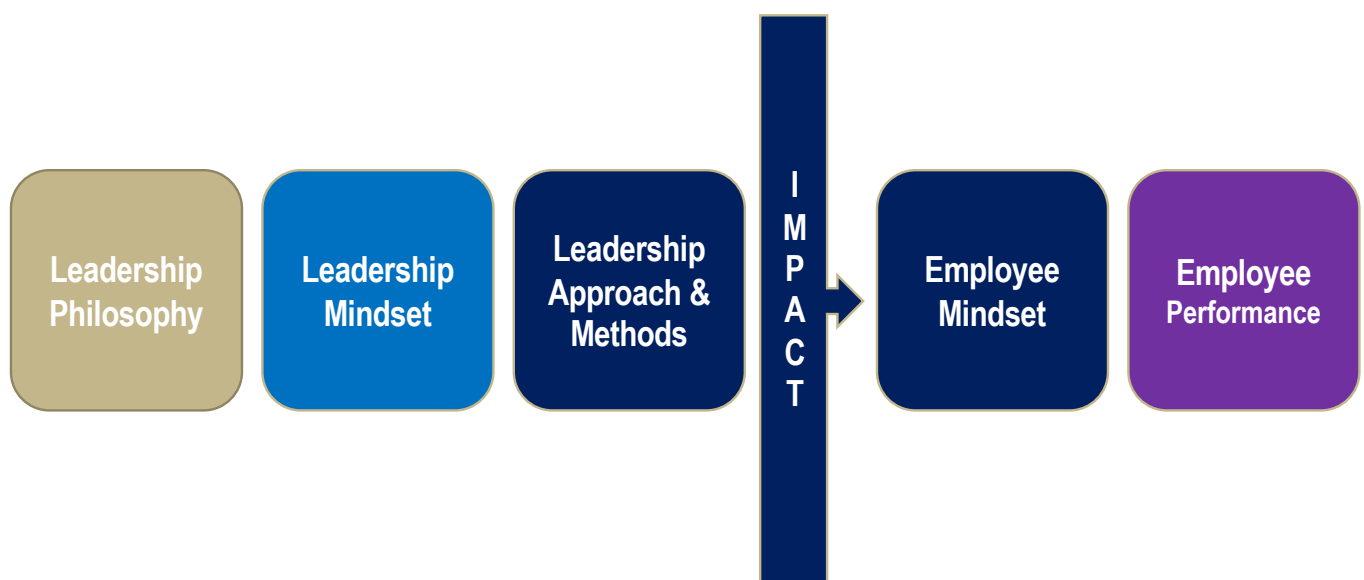 Leadership
Philosophy
Leadership
Mindset
Leadership
Approach &
Methods
I
M
P
A
C
T
Employee
Mindset
Employee
Performance